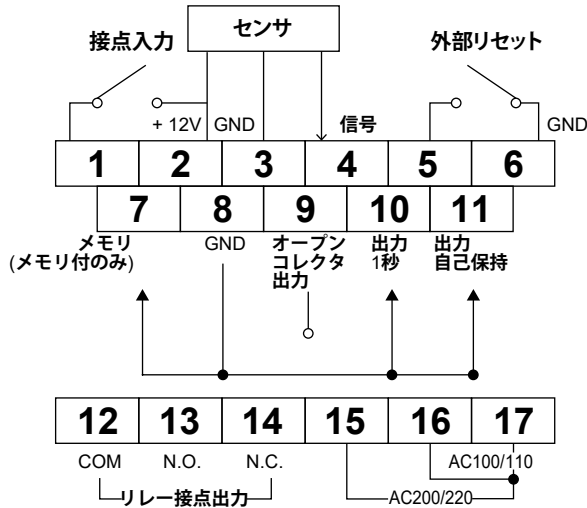 接点入力
センサ
外部リセット
+ 12V
GND
信号
GND
1 2 3 4 5 6
7 8 9 10 11
メモリ
(メモリ付のみ)
GND
オープン
コレクタ
出力
出力
1秒
出力
自己保持
12 13 14 15 16 17
COM N.O. N.C. AC100/110
リレー接点出力 AC200/220